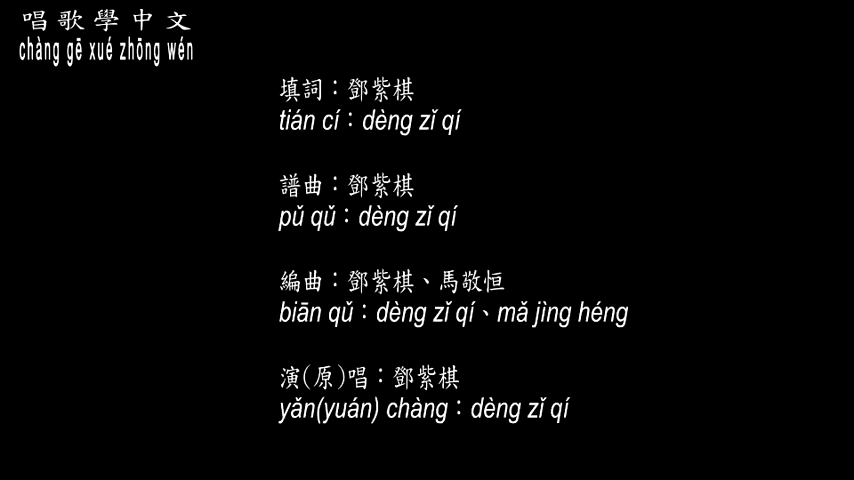 唱歌學中文
chàng gē xué zhōng wén
填詞：鄧紫棋
tián cí：dèng zǐ qí
譜曲：鄧紫棋
pǔ qǔ：dèng zǐ qí
編曲：鄧紫棋、馬敬恒
biān qǔ：dèng zǐ qí、mǎ jìng héng
演(原)唱：鄧紫棋
yǎn(yuán) chàng：dèng zǐ qí